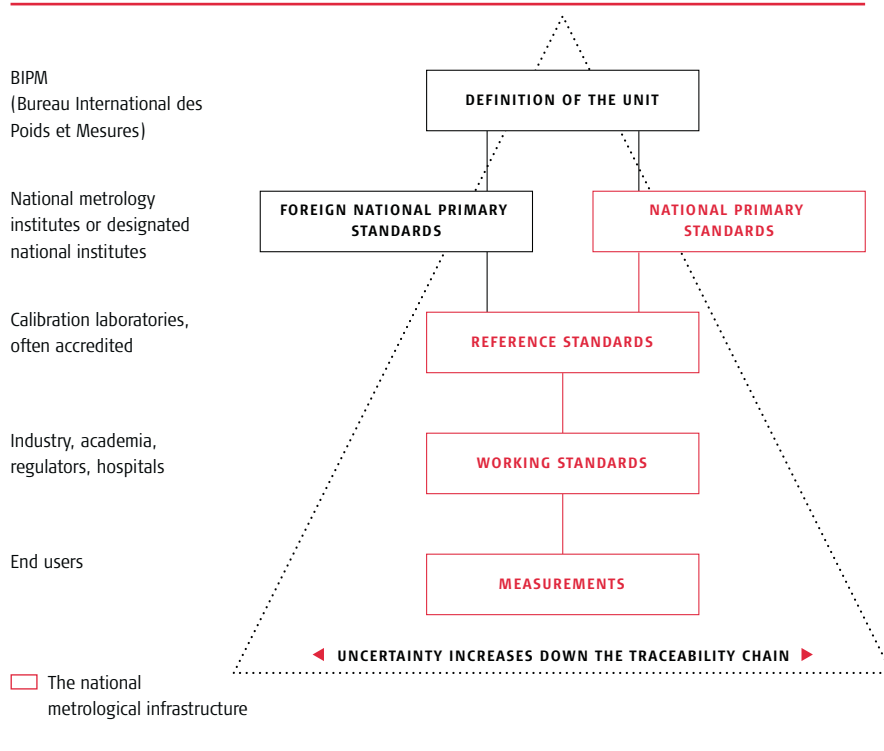 BIPM
(Bureau International des
Poids et Mesures)
DEFINITION OF THE UNIT
National metrology
institutes or designated
national institutes
FOREIGN NATIONAL PRIMARY
STANDARDS
NATIONAL PRIMARY
STANDARDS
Calibration laboratories,
often accredited
REFERENCE STANDARDS
Industry, academia,
regulators, hospitals
WORKING STANDARDS
End users
MEASUREMENTS
UNCERTAINTY INCREASES DOWN THE TRACEABILITY CHAIN
The national
metrological infrastructure